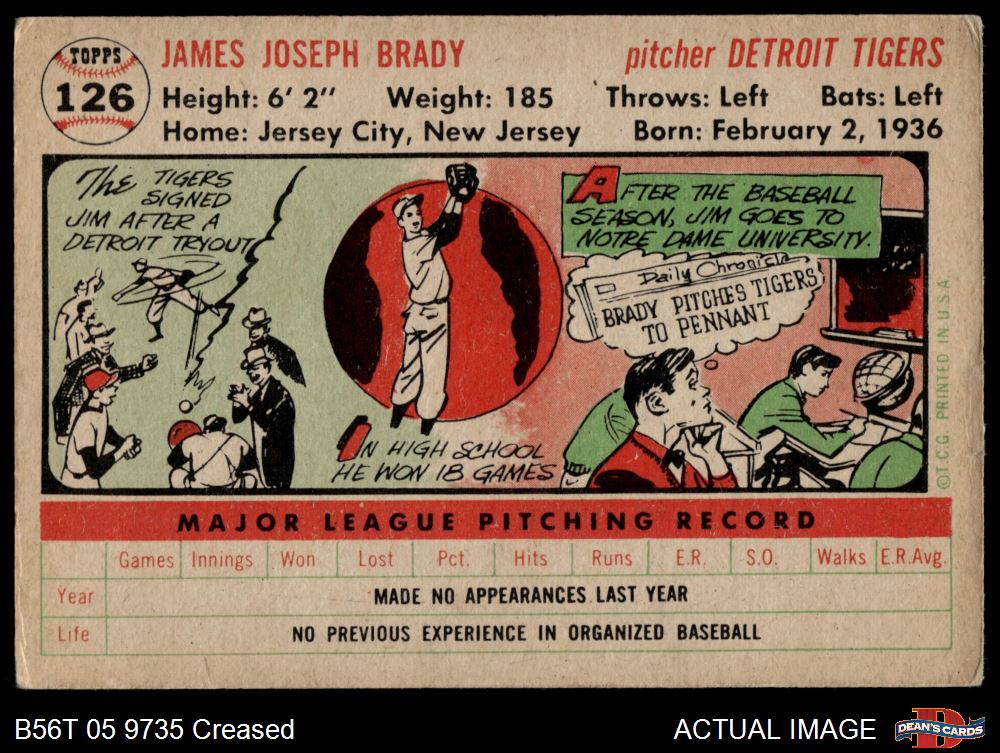 TOPPS
126
JAMES JOSEPH BRADY
pitcher DETROIT TIGERS
Height: 6' 2" Weight: 185 Throws: Left Bats: Left
Home: Jersey City, New Jersey Born: February 2, 1936
THE TIGERS
SIGNED
JIM AFTER A
DETROIT TRYOUT
IN HIGH SCHOOL
HE WON 18 GAMES
AFTER THE BASEBALL
SEASON, JIM GOES TO
NOTRE DAME UNIVERSITY.
Daily Chronicle
BRADY PITCHES TIGERS
TO PENNANT
©T.C.G. PRINTED IN U.S.A
MAJOR LEAGUE PITCHING RECORD
Games Innings Won Lost Pct. Hits Runs E.R. S.O. Walks E.R.Avg.
Year MADE NO APPEARANCES LAST YEAR
Life NO PREVIOUS EXPERIENCE IN ORGANIZED BASEBALL
B56T 05 9735 Creased
ACTUAL IMAGE
DEAN'S CARDS